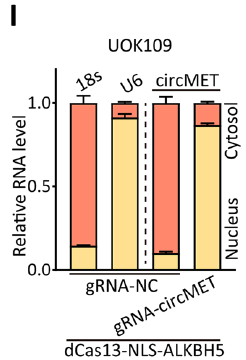 I
UOK109
18s U6 circMET
Relative RNA level
1.0
0.5
0.0
Cytosol
Nucleus
gRNA-NC
gRNA-circMET
dCas13-NLS-ALKBH5